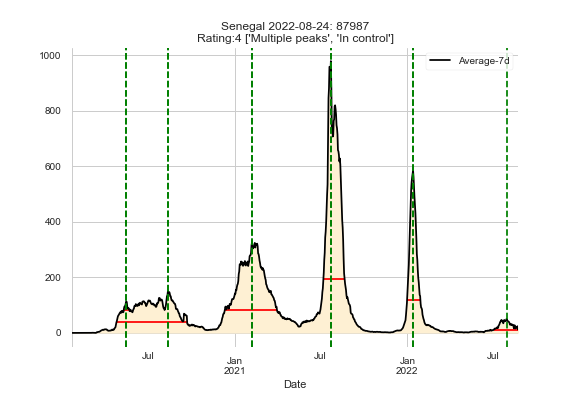 Senegal 2022-08-24: 87987
Rating:4 ['Multiple peaks', 'In control']
Average-7d
1000
800
600
400
200
0
Jul
Jan
2021
Jul
Jan
2022
Jul
Date